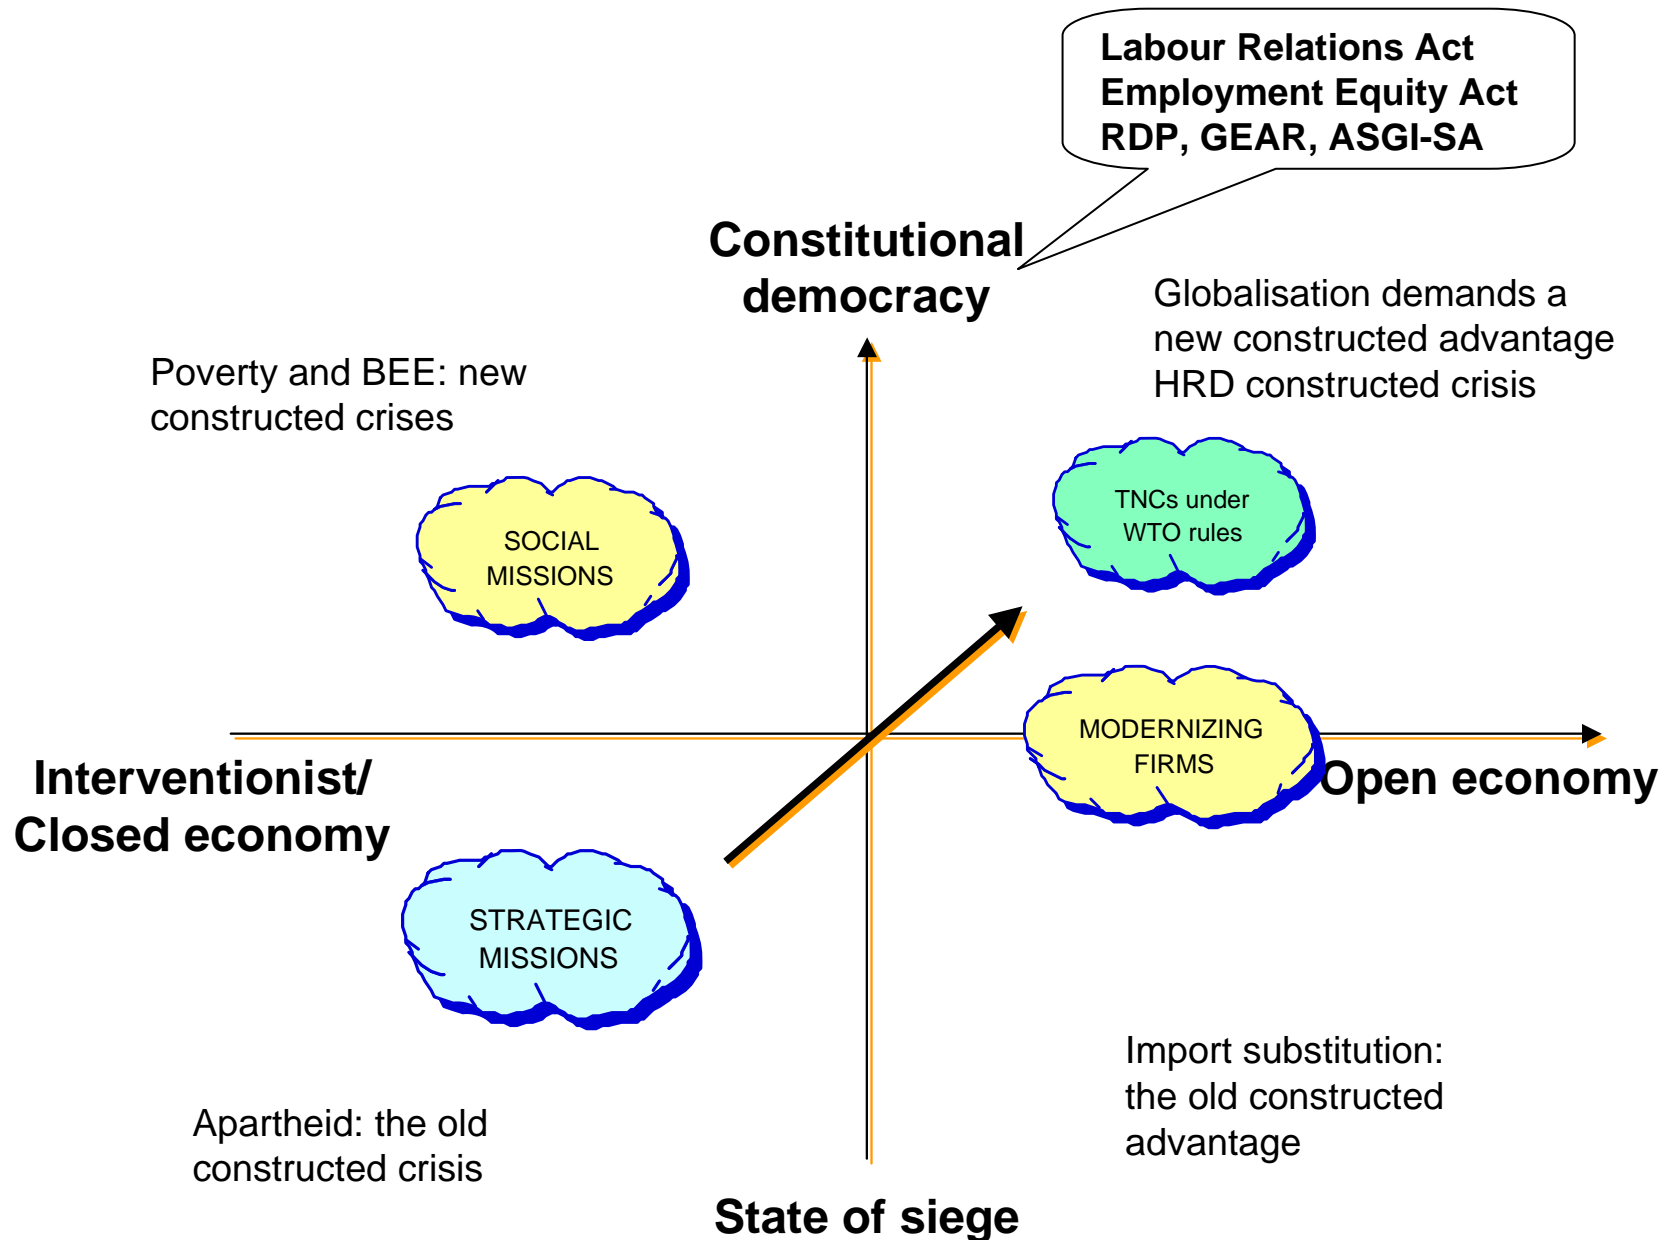 Labour Relations Act
Employment Equity Act
RDP, GEAR, ASGI-SA
Constitutional
democracy
Globalisation demands a
new constructed advantage
HRD constructed crisis
Poverty and BEE: new
constructed crises
TNCs under
WTO rules
SOCIAL
MISSIONS
MODERNIZING
FIRMS
Interventionist/
Closed economy
Open economy
STRATEGIC
MISSIONS
Import substitution:
the old constructed
advantage
Apartheid: the old
constructed crisis
State of siege